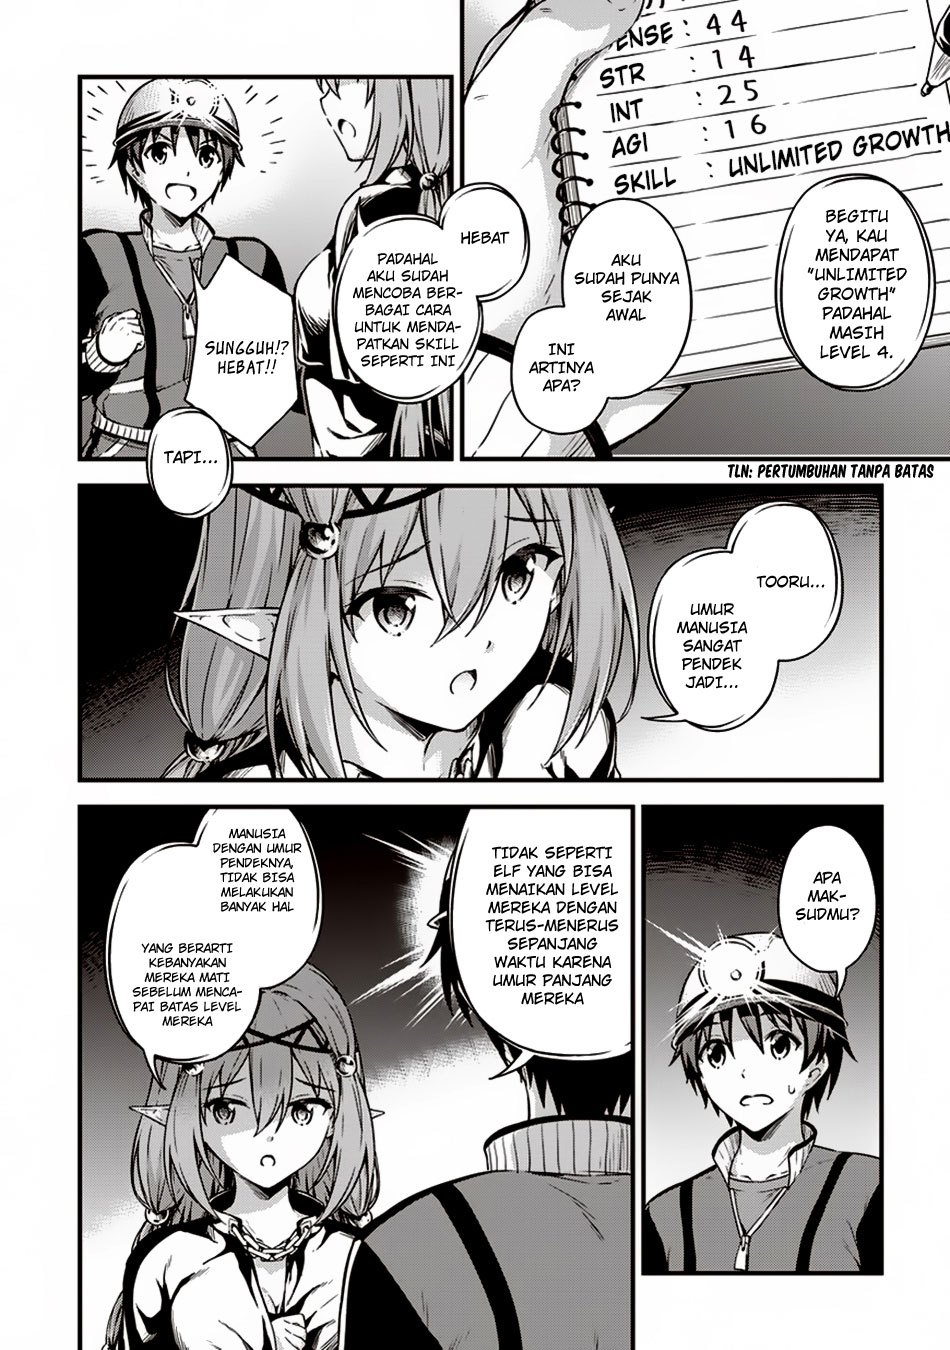 ENSE : 44
STR : 14
INT : 25
AGI : 16
SKILL : UNLIMITED GROWTH
BEGITU
YA, KAU
MENDAPAT
"UNLIMITED
GROWTH"
PADAHAL
MASIH
LEVEL 4.
AKU
SUDAH PUNYA
SEJAK
AWAL
INI
ARTINYA
APA?
TLN: PERTUMBUHAN TANPA BATAS
HEBAT
PADAHAL
AKU SUDAH
MENCOBA BER-
BAGAI CARA
UNTUK MENDA-
PATKAN SKILL
SEPERTI INI
SUNGGUH!?
HEBAT!!
TAPI...
TOORU...
UMUR
MANUSIA
SANGAT
PENDEK
JADI...
APA
MAK-
SUDMU?
TIDAK SEPERTI
ELF YANG BISA
MENAIKAN LEVEL
MEREKA DENGAN
TERUS-MENERUS
SEPANJANG
WAKTU KARENA
UMUR PANJANG
MEREKA
MANUSIA
DENGAN UMUR
PENDEKNYA,
TIDAK BISA
MELAKUKAN
BANYAK HAL
YANG BERARTI
KEBANYAKAN
MEREKA MATI
SEBELUM MENCA-
PAI BATAS LEVEL
MEREKA